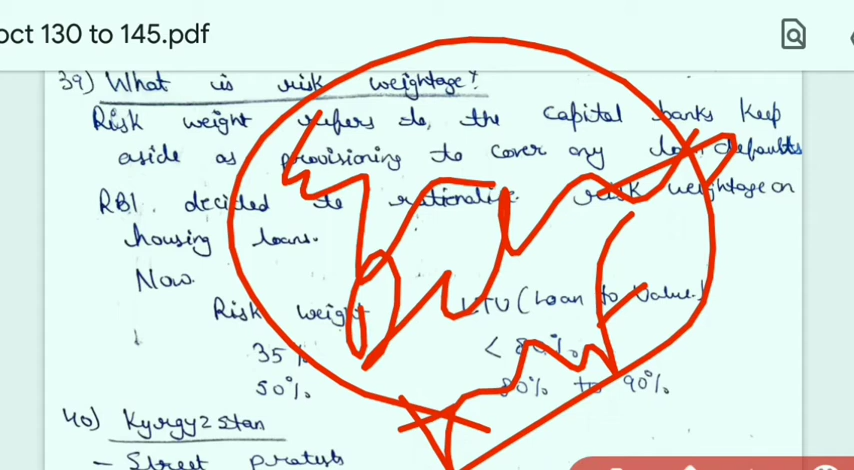 oct 130 to 145.pdf
39) What is risk weightage?
Risk weight refers to, the capital banks keep
aside as provisioning to cover any loan defaults
RBI. decided to rationalise risk weightage on
housing loans.
Now
Risk weight LTV (Loan to Value)
35% < 80%
50% 80% to 90%
40) Kyrgyzstan
- Street protests